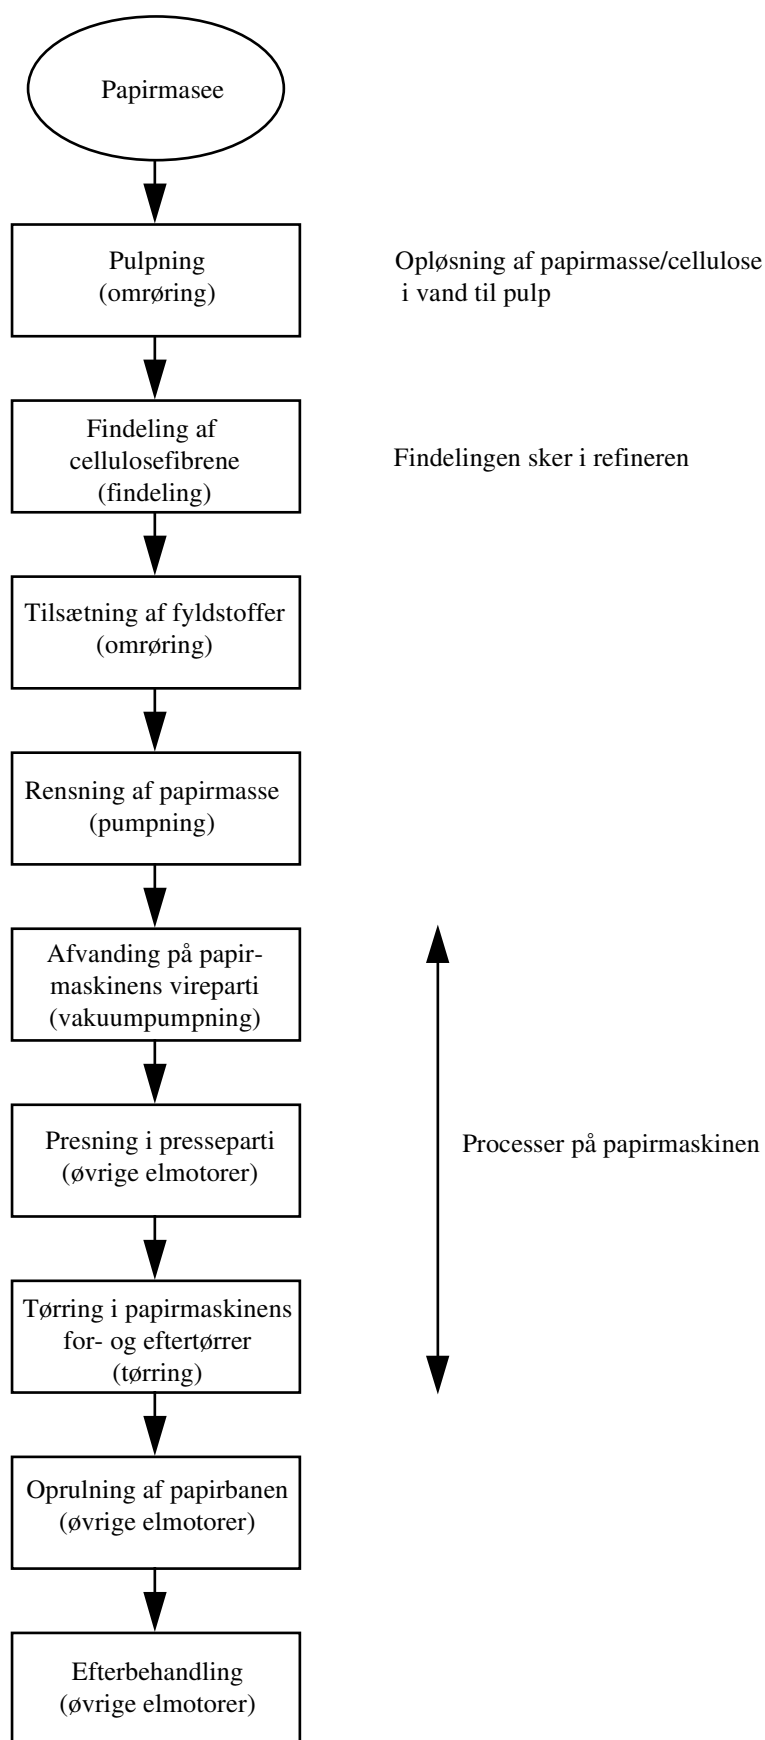 Papirmasee
Pulpning
(omrøring)
Opløsning af papirmasse/cellulose
i vand til pulp
Findeling af
cellulosefibrene
(findeling)
Findelingen sker i refineren
Tilsætning af fyldstoffer
(omrøring)
Rensning af papirmasse
(pumpning)
Afvanding på papir-
maskinens vireparti
(vakuumpumpning)
Presning i presseparti
(øvrige elmotorer)
Processer på papirmaskinen
Tørring i papirmaskinens
for- og eftertørrer
(tørring)
Oprulning af papirbanen
(øvrige elmotorer)
Efterbehandling
(øvrige elmotorer)